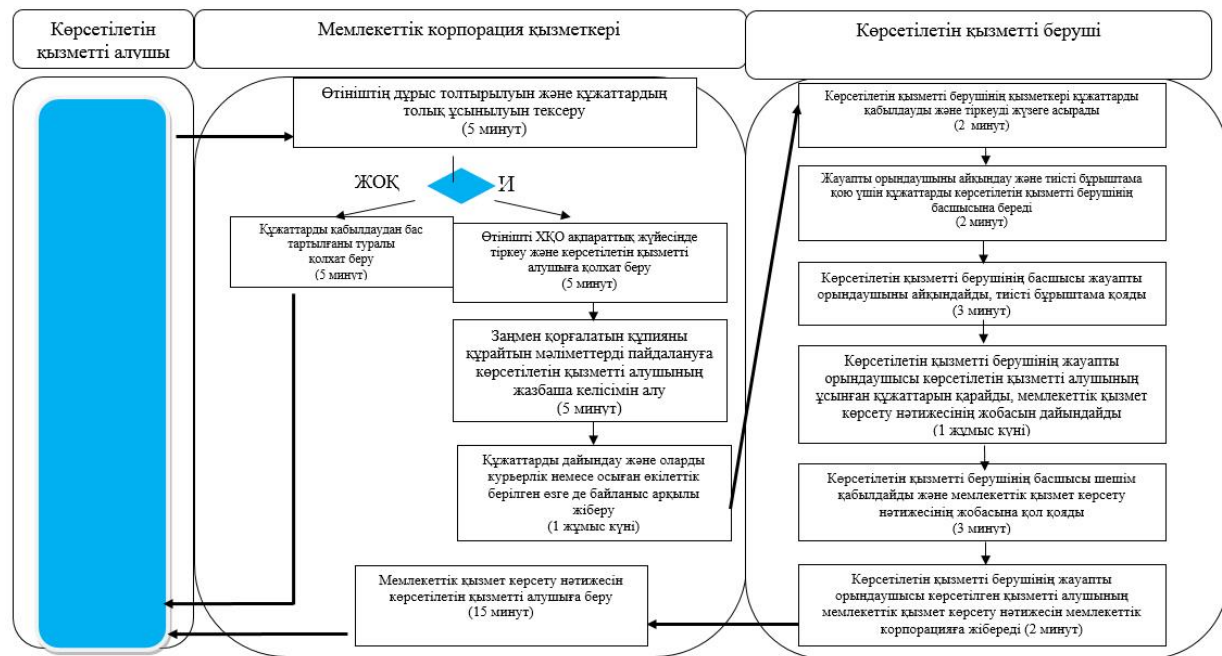 Көрсетілетін
қызметті алушы
Мемлекеттік корпорация қызметкері
Көрсетілетін қызметті беруші
Өтініштің дұрыс толтырылуын және құжаттардың
толық ұсынылуын тексеру
(5 минут)
ЖОҚ
И
Құжаттарды қабылдаудан бас
тартылғаны туралы
қолхат беру
(5 минут)
Өтінішті ХҚО ақпараттық жүйесінде
тіркеу және көрсетілетін қызметті
алушыға қолхат беру
(5 минут)
Заңмен қорғалатын құпияны
құрайтын мәліметтерді пайдалануға
көрсетілетін қызметті алушының
жазбаша келісімін алу
(5 минут)
Құжаттарды дайындау және оларды
курьерлік немесе осыған өкілеттік
берілген өзге де байланыс арқылы
жіберу
(1 жұмыс күні)
Мемлекеттік қызмет көрсету нәтижесін
көрсетілетін қызметті алушыға беру
(15 минут)
Көрсетілетін қызметті берушінің қызметкері құжаттарды
қабылдауды және тіркеуді жүзеге асырады
(2 минут)
Жауапты орындаушыны айқындау және тиісті бұрыштама
қою үшін құжаттарды көрсетілетін қызметті берушінің
басшысына береді
(2 минут)
Көрсетілетін қызметті берушінің басшысы жауапты
орындаушыны айқындайды, тиісті бұрыштама қояды
(3 минут)
Көрсетілетін қызметті берушінің жауапты
орындаушысы көрсетілетін қызметті алушының
ұсынған құжаттарын қарайды, мемлекеттік қызмет
көрсету нәтижесінің жобасын дайындайды
(1 жұмыс күні)
Көрсетілетін қызметті берушінің басшысы шешім
қабылдайды және мемлекеттік қызмет көрсету
нәтижесінің жобасына қол қояды
(3 минут)
Көрсетілетін қызметті берушінің жауапты
орындаушысы көрсетілген қызметті алушының
мемлекеттік қызмет көрсету нәтижесін мемлекеттік
корпорацияға жібереді (2 минут)